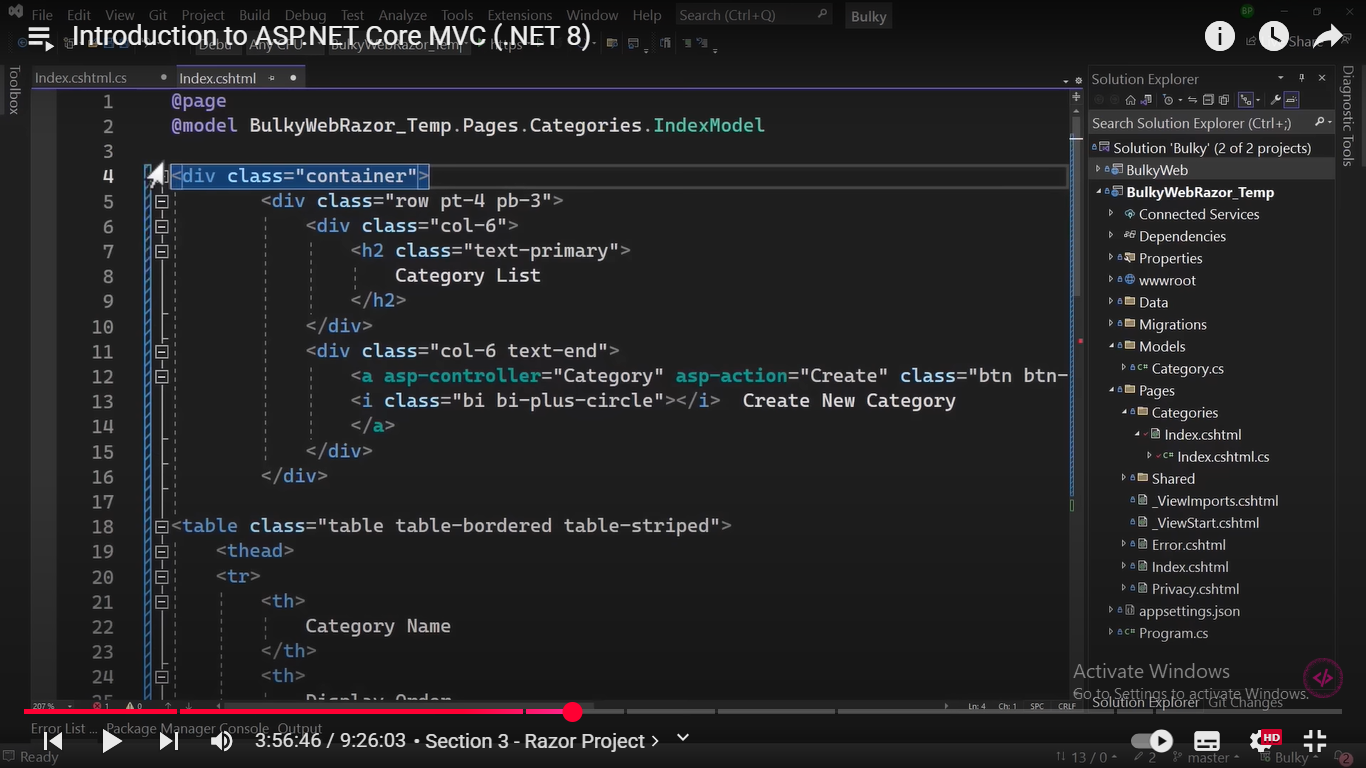 File Edit View Git Project Build Debug Test Analyze Tools Extensions Window Help Search (Ctrl+Q) Bulky
Introduction to ASP.NET Core MVC (.NET 8)
Index.cshtml.cs Index.cshtml
Toolbox
1 @page
2 @model BulkyWebRazor_Temp.Pages.Categories.IndexModel
3
4 <div class="container">
5 <div class="row pt-4 pb-3">
6 <div class="col-6">
7 <h2 class="text-primary">
8 Category List
9 </h2>
10 </div>
11 <div class="col-6 text-end">
12 <a asp-controller="Category" asp-action="Create" class="btn btn-
13 <i class="bi bi-plus-circle"></i> Create New Category
14 </a>
15 </div>
16 </div>
17
18 <table class="table table-bordered table-striped">
19 <thead>
20 <tr>
21 <th>
22 Category Name
23 </th>
24 <th>
25 Display Order
Solution Explorer
Search Solution Explorer (Ctrl+;)
Solution 'Bulky' (2 of 2 projects)
BulkyWeb
BulkyWebRazor_Temp
Connected Services
Dependencies
Properties
wwwroot
Data
Migrations
Models
Category.cs
Pages
Categories
Index.cshtml
Index.cshtml.cs
Shared
_ViewImports.cshtml
_ViewStart.cshtml
Error.cshtml
Index.cshtml
Privacy.cshtml
appsettings.json
Program.cs
Diagnostic Tools
Activate Windows
Go to Settings to activate Windows.
Solution Explorer Git Changes
207 % 1 0 Ln: 4 Ch: 1 SPC CRLF
Error List ... Package Manager Console Output
3:56:46 / 9:26:03 • Section 3 - Razor Project
HD
Ready 13 / 0 2 master Bulky 2